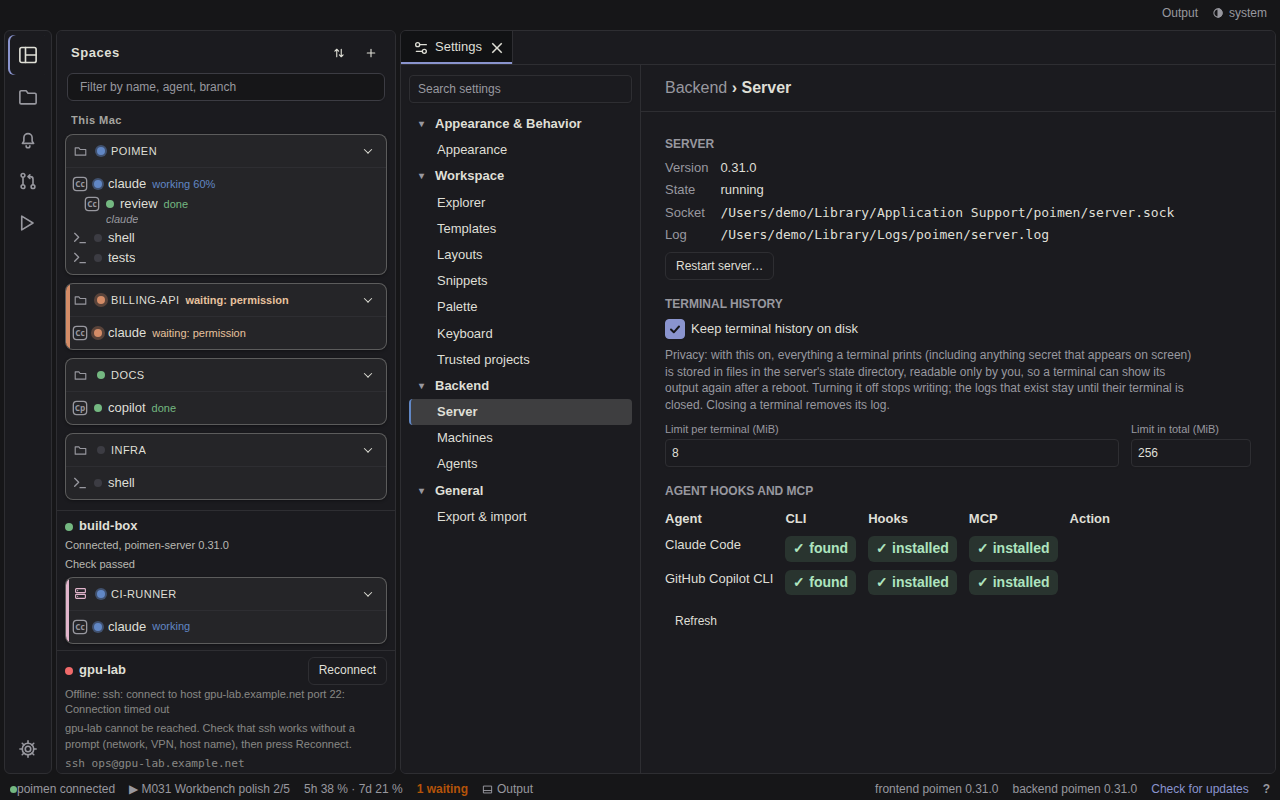 Output system
Spaces
Filter by name, agent, branch
This Mac
POIMEN
Cc claude working 60%
Cc review done
claude
shell
tests
BILLING-API waiting: permission
Cc claude waiting: permission
DOCS
Cp copilot done
INFRA
shell
build-box
Connected, poimen-server 0.31.0
Check passed
CI-RUNNER
Cc claude working
gpu-lab Reconnect
Offline: ssh: connect to host gpu-lab.example.net port 22:
Connection timed out
gpu-lab cannot be reached. Check that ssh works without a
prompt (network, VPN, host name), then press Reconnect.
ssh ops@gpu-lab.example.net
Settings
Search settings
Appearance & Behavior
Appearance
Workspace
Explorer
Templates
Layouts
Snippets
Palette
Keyboard
Trusted projects
Backend
Server
Machines
Agents
General
Export & import
Backend › Server
SERVER
Version 0.31.0
State running
Socket /Users/demo/Library/Application Support/poimen/server.sock
Log /Users/demo/Library/Logs/poimen/server.log
Restart server…
TERMINAL HISTORY
Keep terminal history on disk
Privacy: with this on, everything a terminal prints (including anything secret that appears on screen)
is stored in files in the server's state directory, readable only by you, so a terminal can show its
output again after a reboot. Turning it off stops writing; the logs that exist stay until their terminal is
closed. Closing a terminal removes its log.
Limit per terminal (MiB) Limit in total (MiB)
8 256
AGENT HOOKS AND MCP
Agent CLI Hooks MCP Action
Claude Code ✓ found ✓ installed ✓ installed
GitHub Copilot CLI ✓ found ✓ installed ✓ installed
Refresh
poimen connected ▶ M031 Workbench polish 2/5 5h 38 % · 7d 21 % 1 waiting Output frontend poimen 0.31.0 backend poimen 0.31.0 Check for updates ?